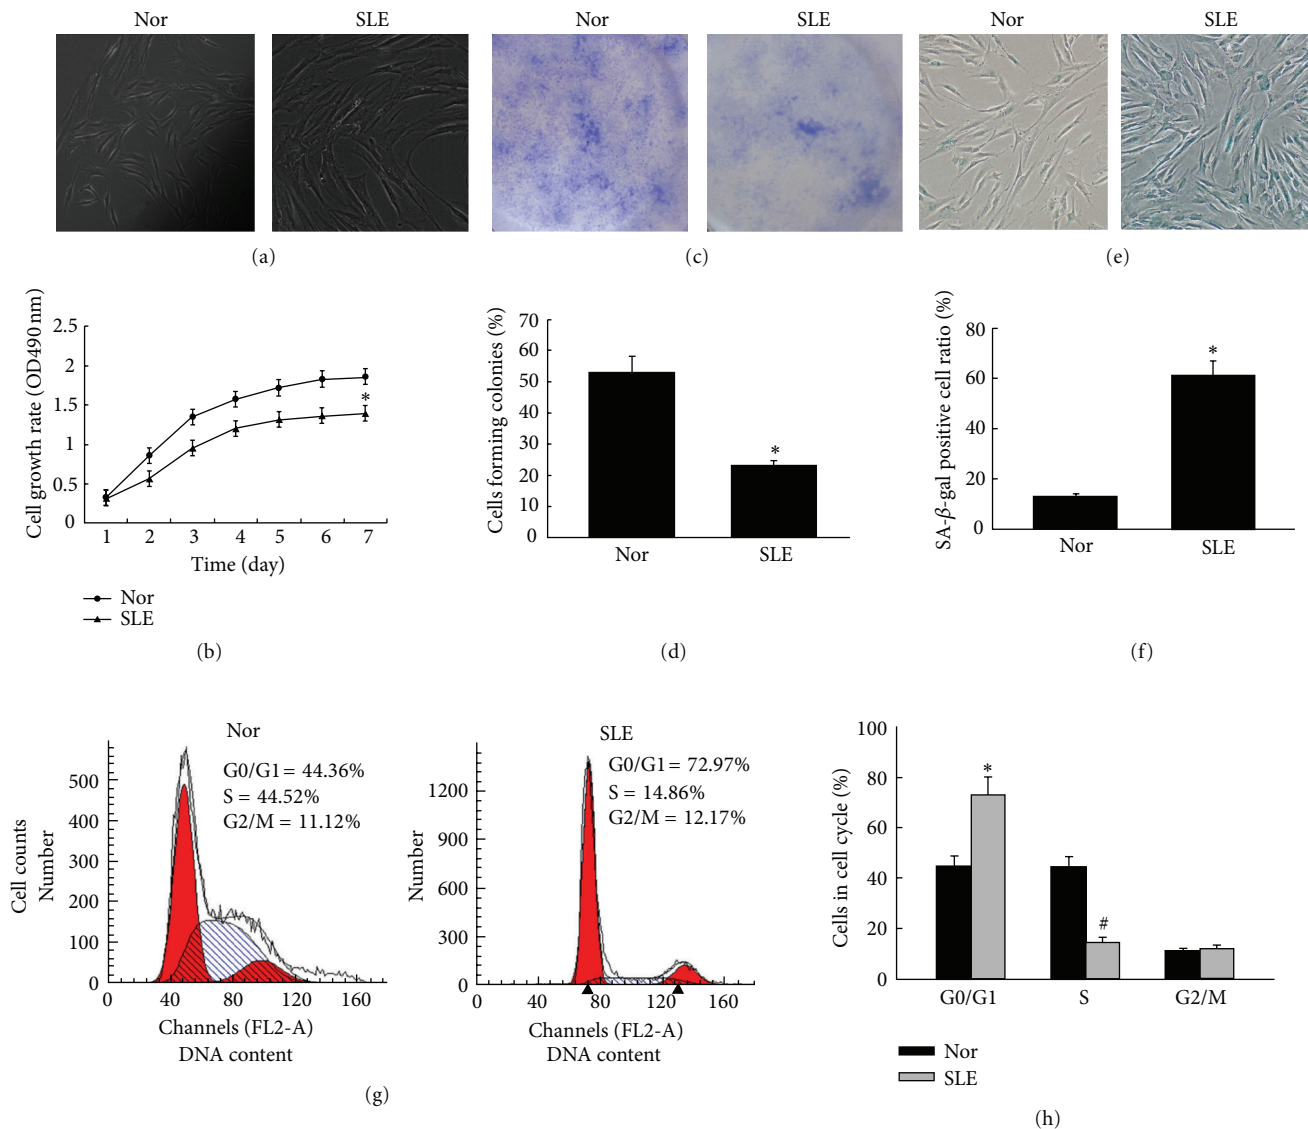 Nor
SLE
(a)
Nor
SLE
(c)
Nor
SLE
(e)
Cell growth rate (OD490 nm)
2.5
2
1.5
1
0.5
0
*
1 2 3 4 5 6 7
Time (day)
Nor
SLE
(b)
Cells forming colonies (%)
70
60
50
40
30
20
10
0
*
Nor SLE
(d)
SA-β-gal positive cell ratio (%)
80
60
40
20
0
*
Nor SLE
(f)
Nor
G0/G1 = 44.36%
S = 44.52%
G2/M = 11.12%
Cell counts
Number
500
400
300
200
100
0
0 40 80 120 160
Channels (FL2-A)
DNA content
SLE
G0/G1 = 72.97%
S = 14.86%
G2/M = 12.17%
Number
1200
900
600
300
0
0 40 80 120 160
Channels (FL2-A)
DNA content
(g)
Cells in cell cycle (%)
100
80
60
40
20
0
*
#
G0/G1 S G2/M
Nor
SLE
(h)